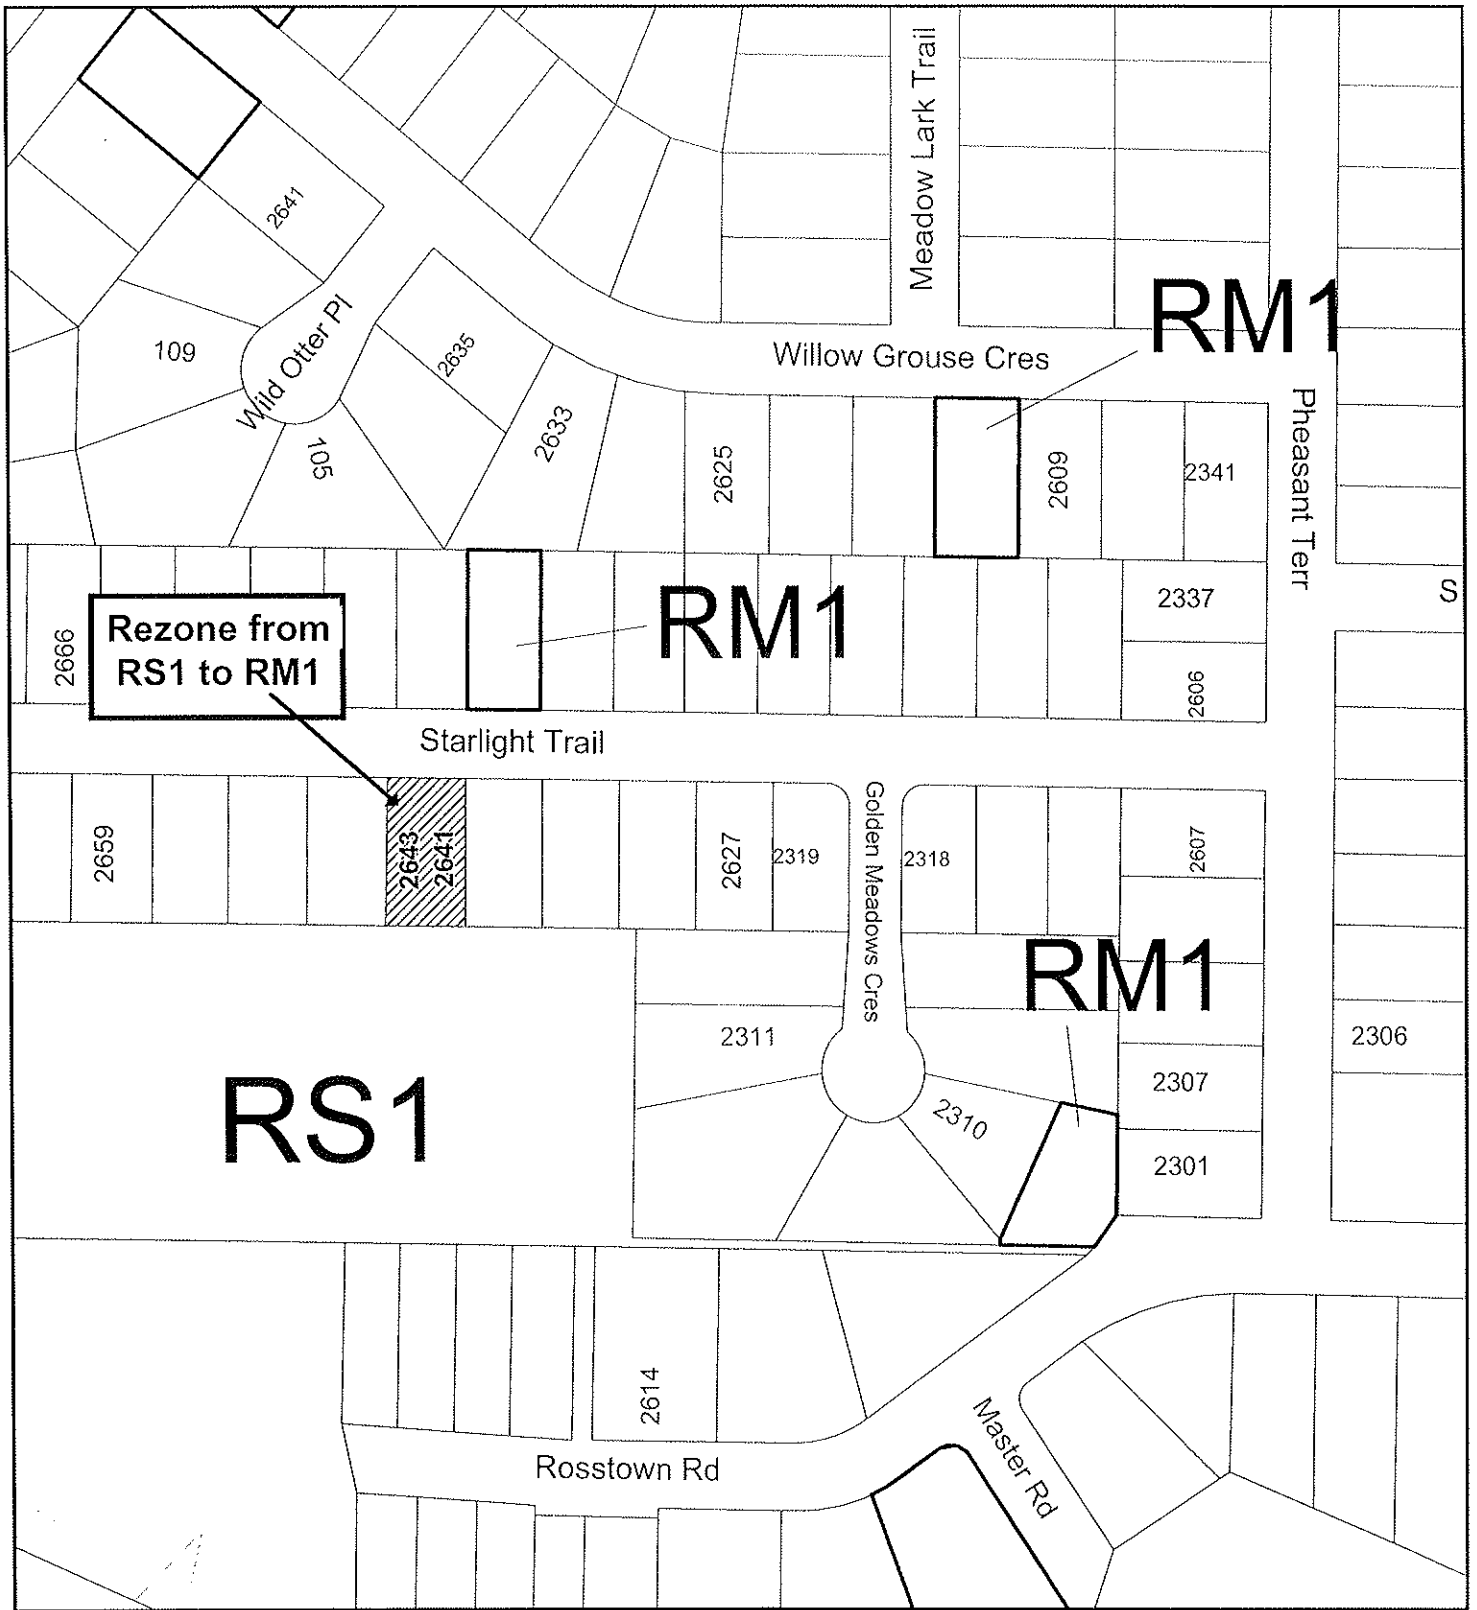 Meadow Lark Trail
2641
RM1
Wild Otter Pl
109
2635
Willow Grouse Cres
105
2633
2625
2609
2341
Pheasant Terr
2666
Rezone from
RS1 to RM1
RM1
2337
S
2606
Starlight Trail
2659
2643
2641
2627
2319
Golden Meadows Cres
2318
2607
RM1
2311
2306
RS1
2310
2307
2301
2614
Master Rd
Rosstown Rd